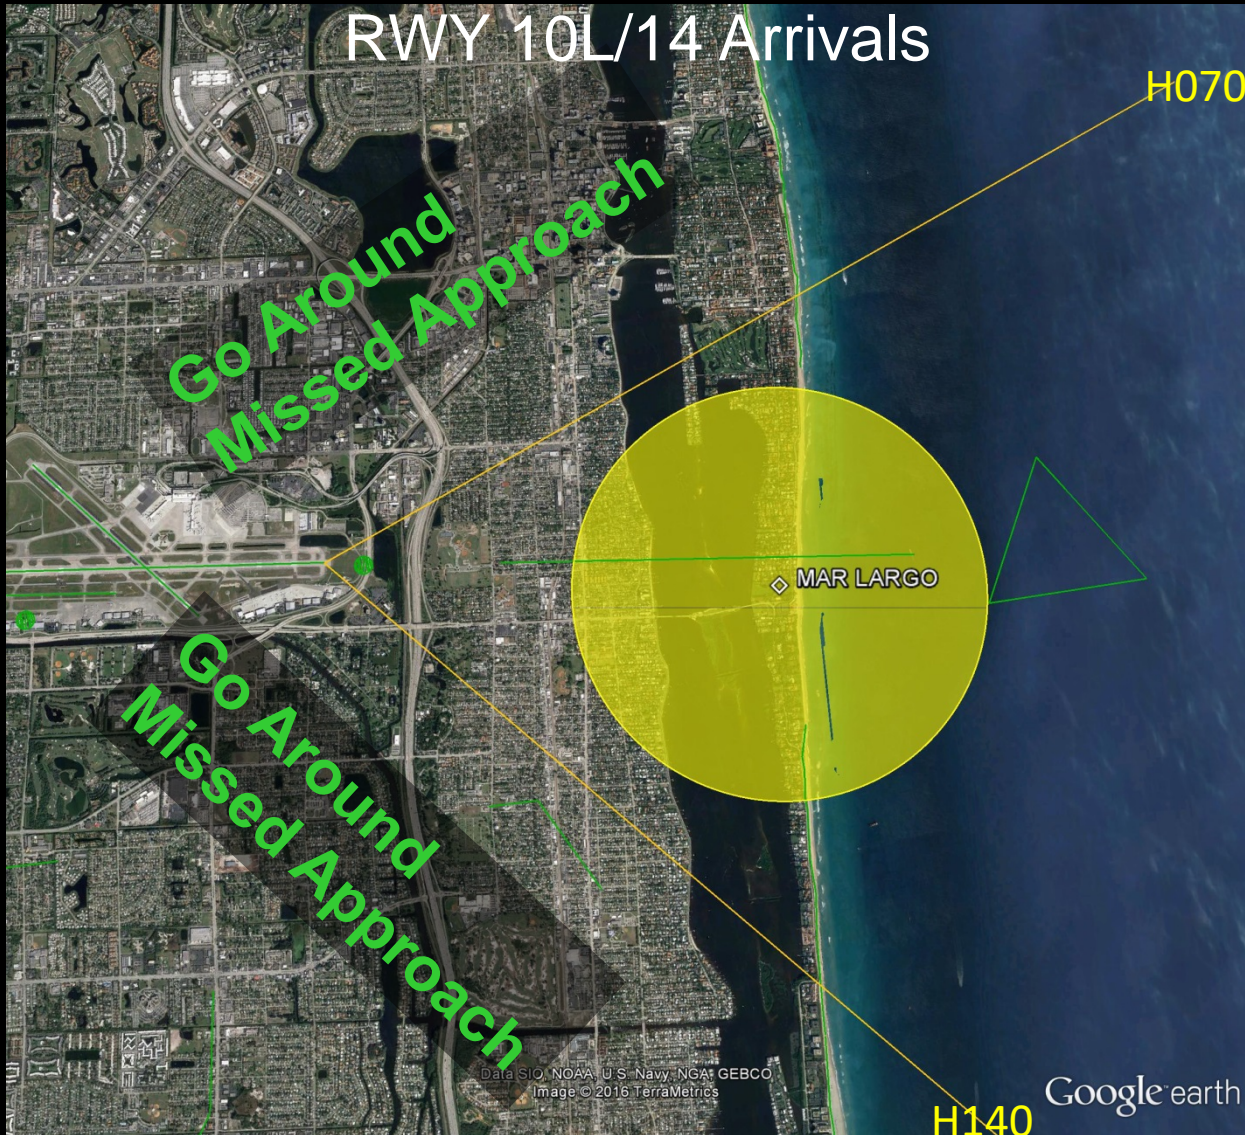 RWY 10L/14 Arrivals
H070
Go Around
Missed Approach
MAR LARGO
Go Around
Missed Approach
Data SIO, NOAA, U.S. Navy, NGA, GEBCO
Image © 2016 TerraMetrics
Google earth
H140